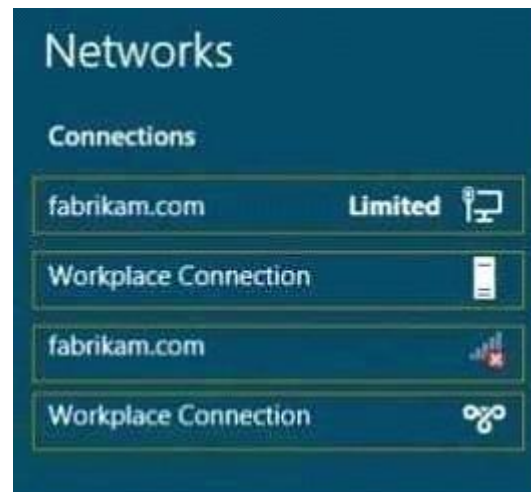 Networks
Connections
fabrikam.com Limited
Workplace Connection
fabrikam.com
Workplace Connection